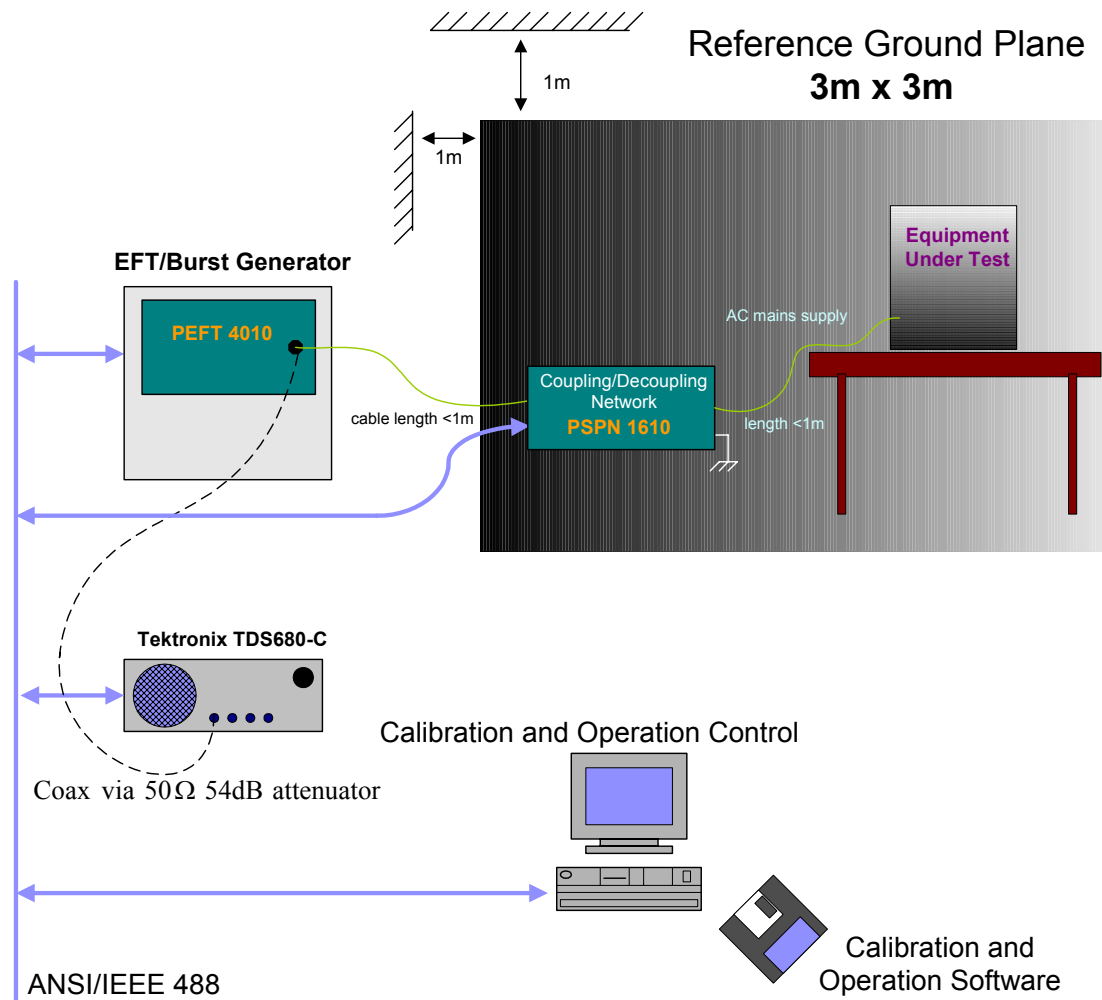 Reference Ground Plane
3m x 3m
1m
1m
EFT/Burst Generator
PEFT 4010
Equipment
Under Test
AC mains supply
Coupling/Decoupling
Network
PSPN 1610
cable length <1m
length <1m
Tektronix TDS680-C
Coax via 50Ω 54dB attenuator
Calibration and Operation Control
Calibration and
Operation Software
ANSI/IEEE 488